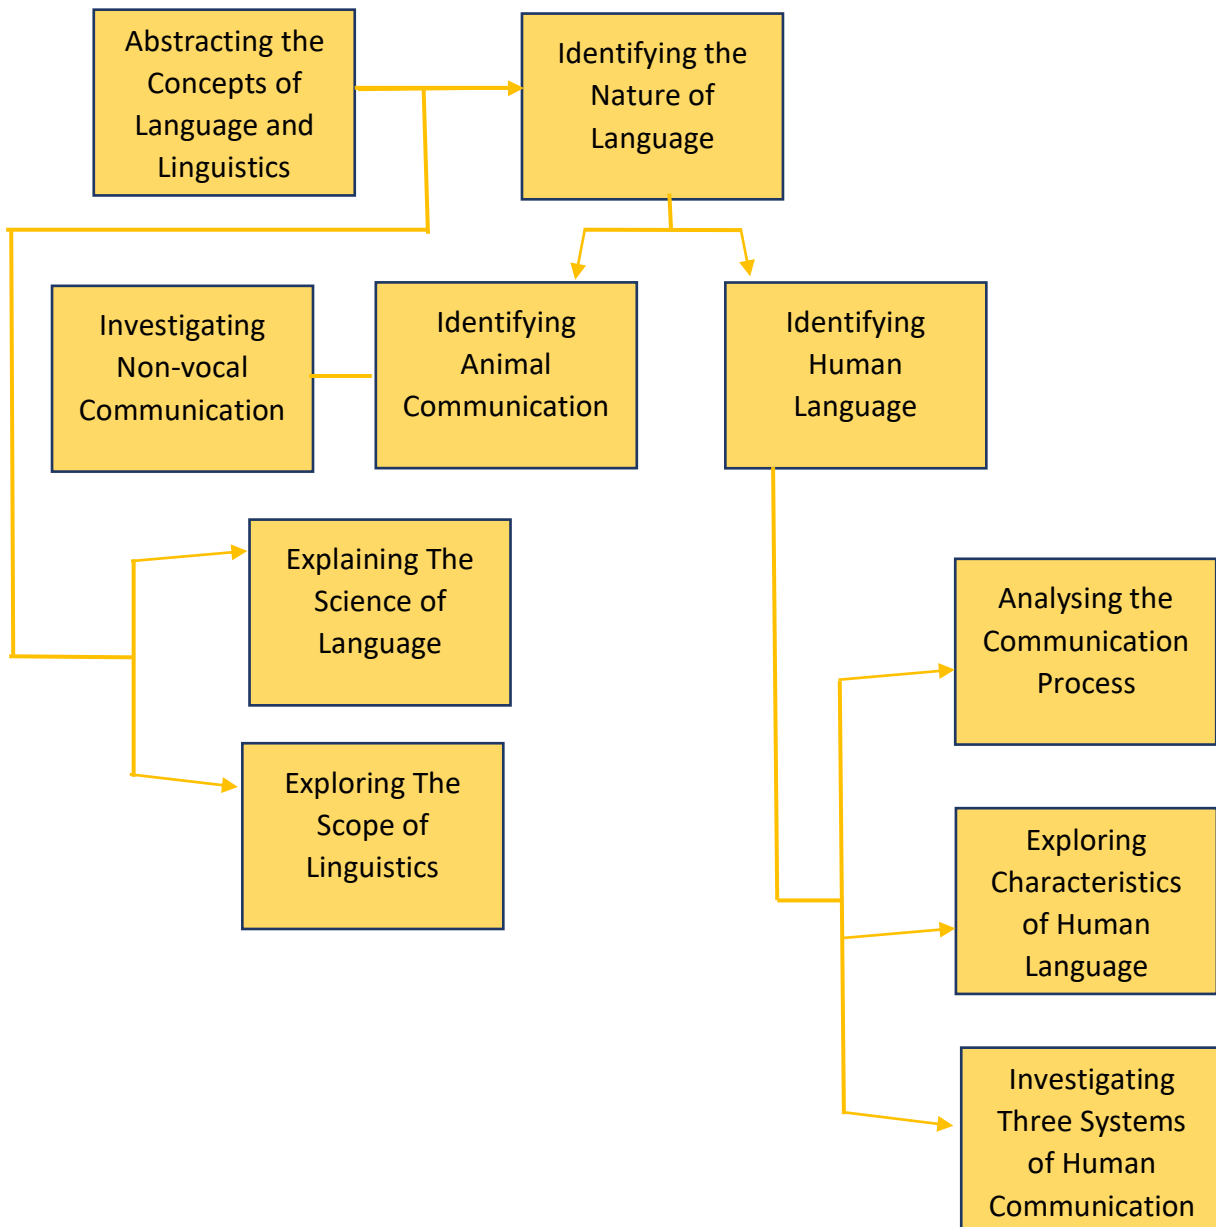 Abstracting the
Concepts of
Language and
Linguistics
Identifying the
Nature of
Language
Investigating
Non-vocal
Communication
Identifying
Animal
Communication
Identifying
Human
Language
Explaining The
Science of
Language
Analysing the
Communication
Process
Exploring The
Scope of
Linguistics
Exploring
Characteristics
of Human
Language
Investigating
Three Systems
of Human
Communication